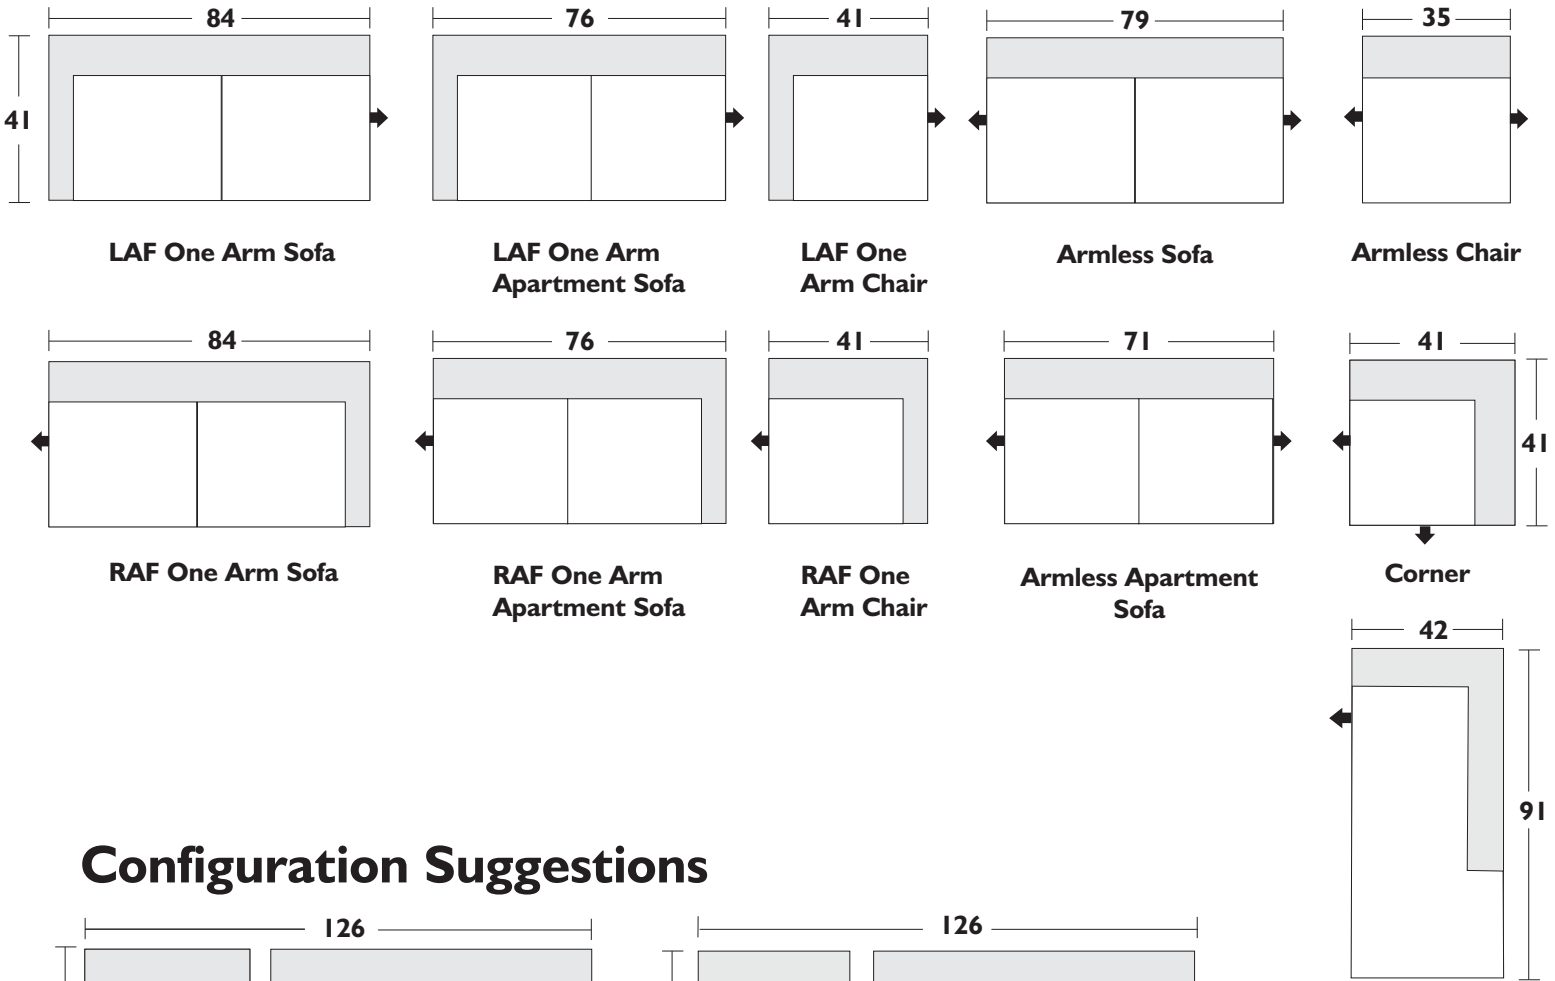 84
76
41
79
35
41
LAF One Arm Sofa
LAF One Arm
Apartment Sofa
LAF One
Arm Chair
Armless Sofa
Armless Chair
84
76
41
71
41
41
RAF One Arm Sofa
RAF One Arm
Apartment Sofa
RAF One
Arm Chair
Armless Apartment
Sofa
Corner
42
91
Configuration Suggestions
126
126